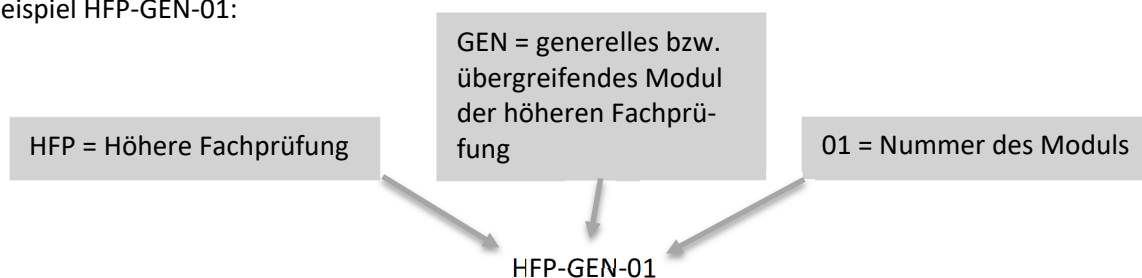 eispiel HFP-GEN-01:
GEN = generelles bzw.
übergreifendes Modul
der höheren Fachprü-
fung
HFP = Höhere Fachprüfung
01 = Nummer des Moduls
HFP-GEN-01